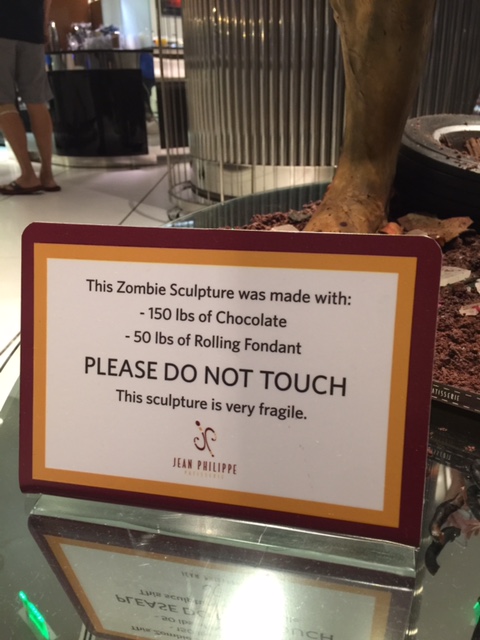 This Zombie Sculpture was made with:
- 150 lbs of Chocolate
- 50 lbs of Rolling Fondant
PLEASE DO NOT TOUCH
This sculpture is very fragile.
JEAN PHILIPPE
PATISSERIE